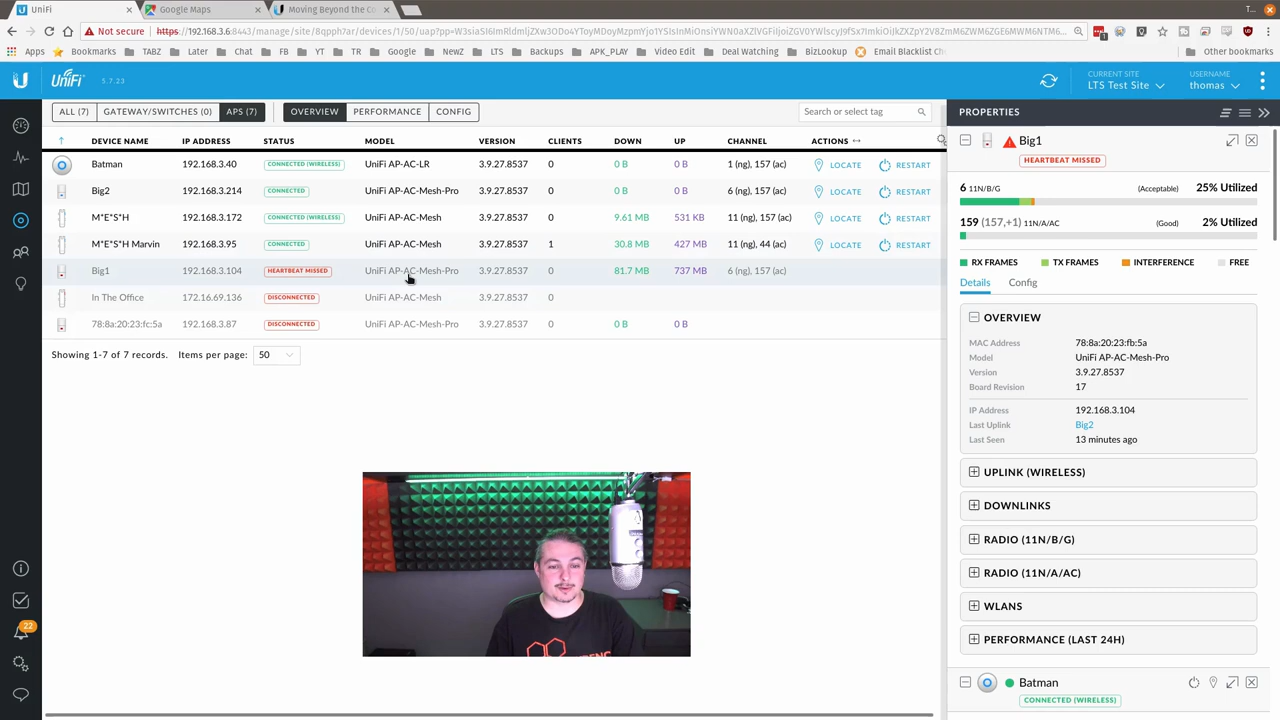 UniFi
Google Maps
Moving Beyond the Co
T...
Not secure
https://192.168.3.6:8443/manage/site/8qpph7ar/devices/1/50/uap?pp=
Apps
Bookmarks
TABZ
Later
Chat
FB
YT
TR
Google
NewZ
LTS
Backups
APK_PLAY
Video Edit
Deal Watching
BizLookup
Email Blacklist Ch
Other bookmarks
UniFi
5.7.23
CURRENT SITE
LTS Test Site
USERNAME
thomas
ALL (7)
GATEWAY/SWITCHES (0)
APS (7)
OVERVIEW
PERFORMANCE
CONFIG
Search or select tag
DEVICE NAME IP ADDRESS STATUS MODEL VERSION CLIENTS DOWN UP CHANNEL ACTIONS
Batman 192.168.3.40 CONNECTED (WIRELESS) UniFi AP-AC-LR 3.9.27.8537 0 0 B 0 B 1 (ng), 157 (ac) LOCATE RESTART
Big2 192.168.3.214 CONNECTED UniFi AP-AC-Mesh-Pro 3.9.27.8537 0 0 B 0 B 6 (ng), 157 (ac) LOCATE RESTART
M*E*S*H 192.168.3.172 CONNECTED (WIRELESS) UniFi AP-AC-Mesh 3.9.27.8537 0 9.61 MB 531 KB 11 (ng), 157 (ac) LOCATE RESTART
M*E*S*H Marvin 192.168.3.95 CONNECTED UniFi AP-AC-Mesh 3.9.27.8537 1 30.8 MB 427 MB 11 (ng), 44 (ac) LOCATE RESTART
Big1 192.168.3.104 HEARTBEAT MISSED UniFi AP-AC-Mesh-Pro 3.9.27.8537 0 81.7 MB 737 MB 6 (ng), 157 (ac)
In The Office 172.16.69.136 DISCONNECTED UniFi AP-AC-Mesh 3.9.27.8537 0
78:8a:20:23:fc:5a 192.168.3.87 DISCONNECTED UniFi AP-AC-Mesh-Pro 3.9.27.8537 0 0 B 0 B
Showing 1-7 of 7 records. Items per page: 50
22
PROPERTIES
Big1
HEARTBEAT MISSED
6 11N/B/G (Acceptable) 25% Utilized
159 (157,+1) 11N/A/AC (Good) 2% Utilized
RX FRAMES TX FRAMES INTERFERENCE FREE
Details Config
OVERVIEW
MAC Address 78:8a:20:23:fb:5a
Model UniFi AP-AC-Mesh-Pro
Version 3.9.27.8537
Board Revision 17
IP Address 192.168.3.104
Last Uplink Big2
Last Seen 13 minutes ago
UPLINK (WIRELESS)
DOWNLINKS
RADIO (11N/B/G)
RADIO (11N/A/AC)
WLANS
PERFORMANCE (LAST 24H)
Batman
CONNECTED (WIRELESS)